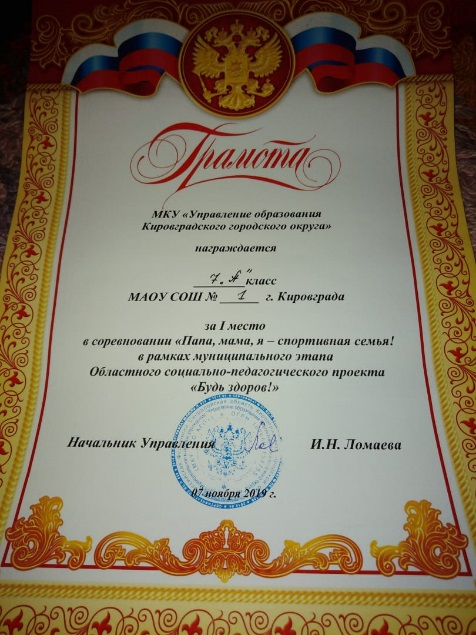 Грамота
МКУ «Управление образования
Кировградского городского округа»
награждается
7 „А" класс
МАОУ СОШ № 1 г. Кировграда
за I место
в соревновании «Папа, мама, я – спортивная семья!
в рамках муниципального этапа
Областного социально-педагогического проекта
«Будь здоров!»
Начальник Управления И.Н. Ломаева
07 ноября 2019 г.